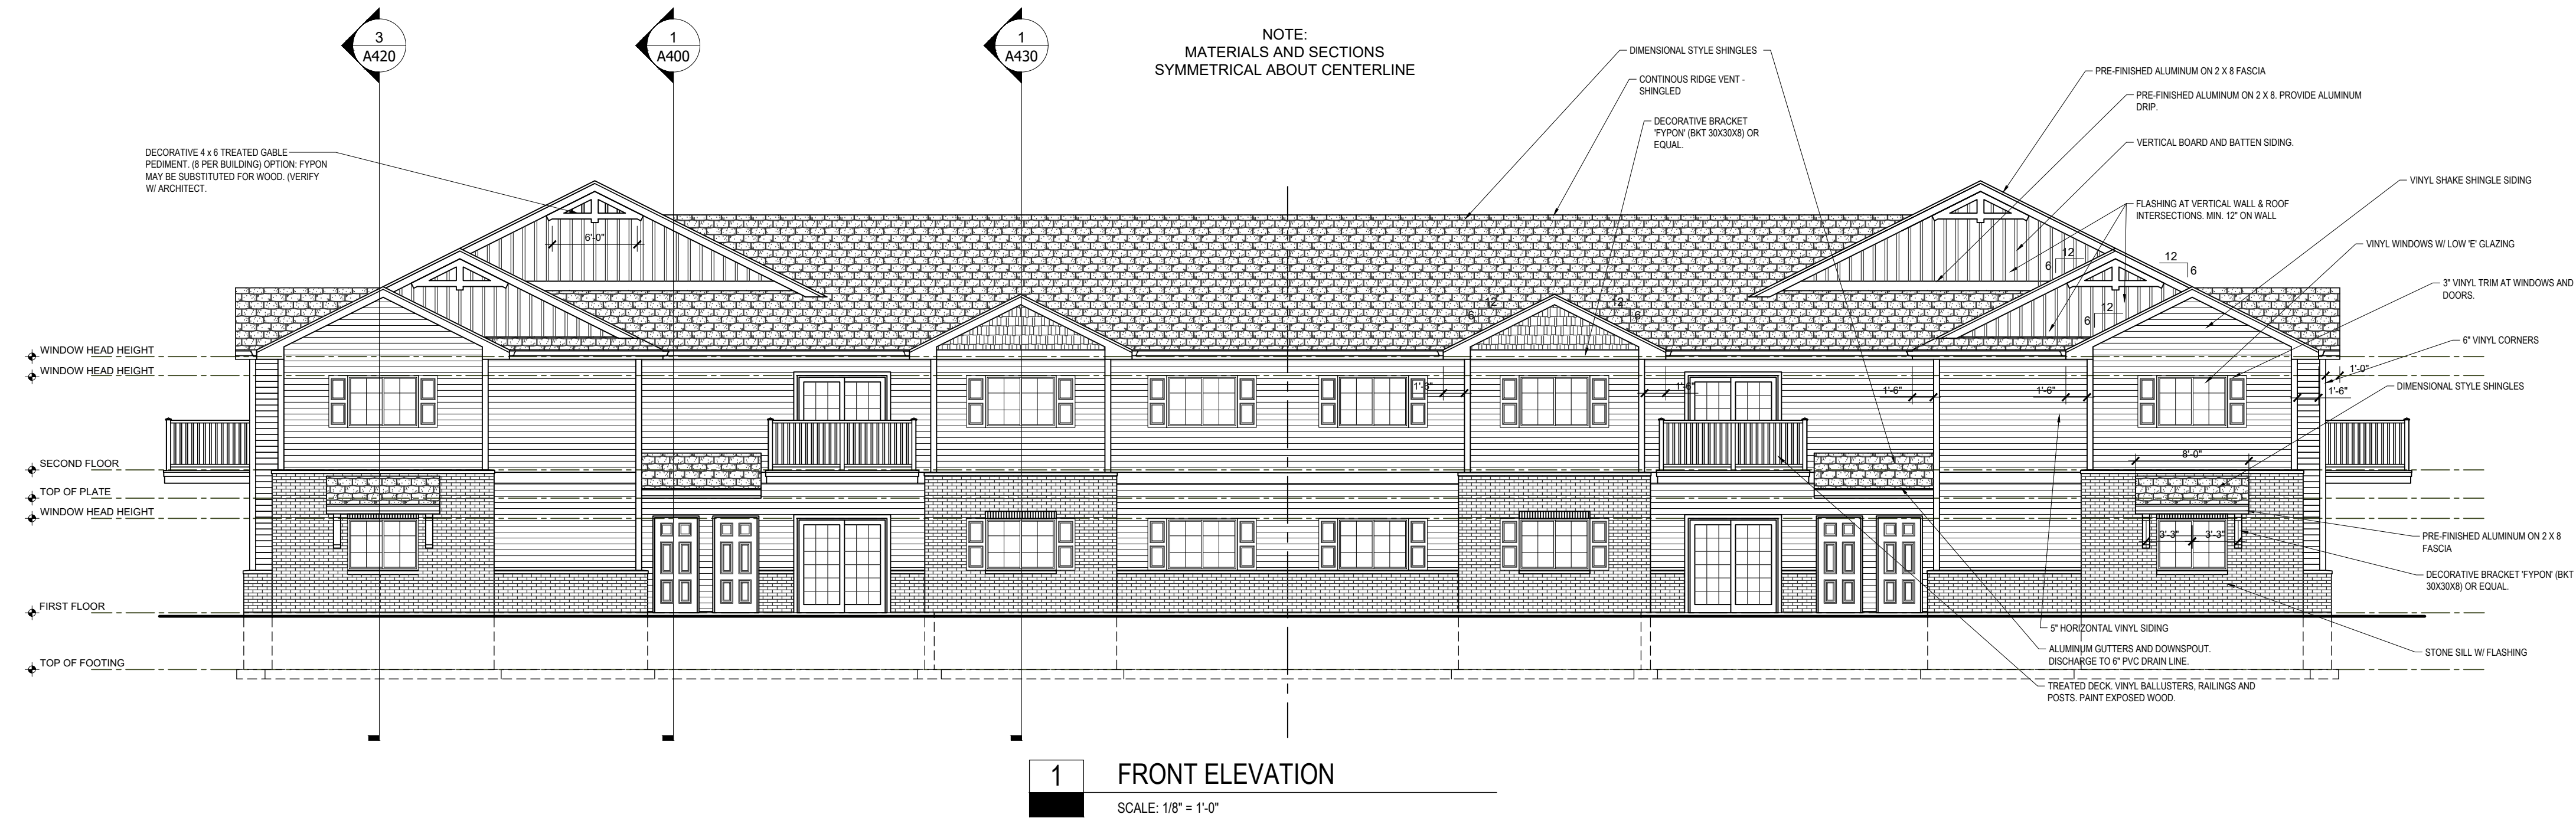 3
A420
1
A400
1
A430
NOTE:
MATERIALS AND SECTIONS
SYMMETRICAL ABOUT CENTERLINE
DIMENSIONAL STYLE SHINGLES
CONTINOUS RIDGE VENT -
SHINGLED
DECORATIVE BRACKET
'FYPON' (BKT 30X30X8) OR
EQUAL.
PRE-FINISHED ALUMINUM ON 2 X 8 FASCIA
PRE-FINISHED ALUMINUM ON 2 X 8. PROVIDE ALUMINUM
DRIP.
VERTICAL BOARD AND BATTEN SIDING.
VINYL SHAKE SHINGLE SIDING
FLASHING AT VERTICAL WALL & ROOF
INTERSECTIONS. MIN. 12" ON WALL
VINYL WINDOWS W/ LOW 'E' GLAZING
3" VINYL TRIM AT WINDOWS AND
DOORS.
6" VINYL CORNERS
DIMENSIONAL STYLE SHINGLES
DECORATIVE 4 x 6 TREATED GABLE
PEDIMENT. (8 PER BUILDING) OPTION: FYPON
MAY BE SUBSTITUTED FOR WOOD. (VERIFY
W/ ARCHITECT.
6'-0"
12
6
12
6
12
6
12
6
12
6
WINDOW HEAD HEIGHT
WINDOW HEAD HEIGHT
SECOND FLOOR
TOP OF PLATE
WINDOW HEAD HEIGHT
FIRST FLOOR
TOP OF FOOTING
1'-6"
1'-6"
1'-6"
1'-6"
1'-0"
1'-6"
8'-0"
3'-3"
3'-3"
PRE-FINISHED ALUMINUM ON 2 X 8
FASCIA
DECORATIVE BRACKET 'FYPON' (BKT
30X30X8) OR EQUAL.
STONE SILL W/ FLASHING
5" HORIZONTAL VINYL SIDING
ALUMINUM GUTTERS AND DOWNSPOUT.
DISCHARGE TO 6" PVC DRAIN LINE.
TREATED DECK. VINYL BALLUSTERS, RAILINGS AND
POSTS. PAINT EXPOSED WOOD.
1
FRONT ELEVATION
SCALE: 1/8" = 1'-0"